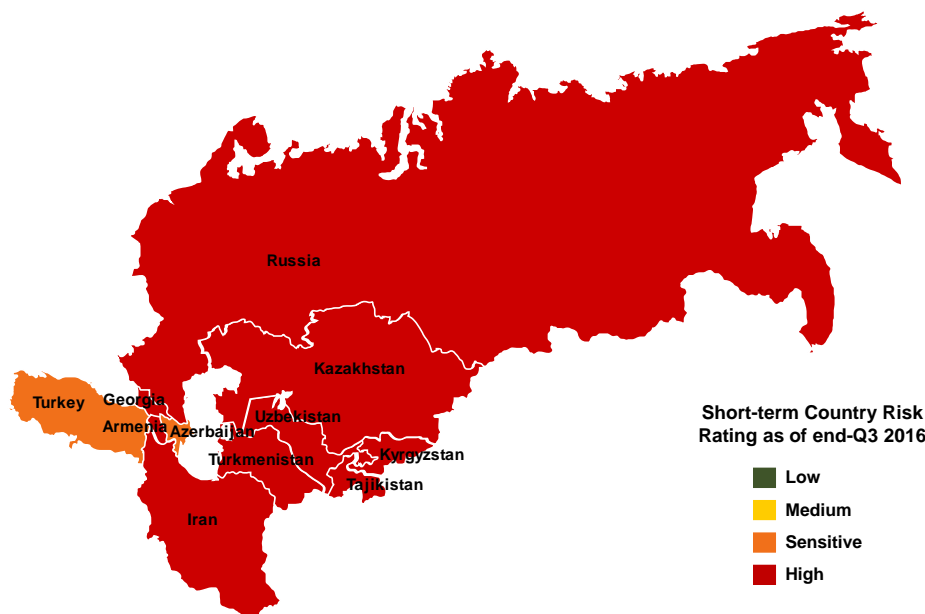 Russia
Kazakhstan
Turkey
Georgia
Armenia
Azerbaijan
Uzbekistan
Turkmenistan
Kyrgyzstan
Tajikistan
Iran
Short-term Country Risk
Rating as of end-Q3 2016
Low
Medium
Sensitive
High